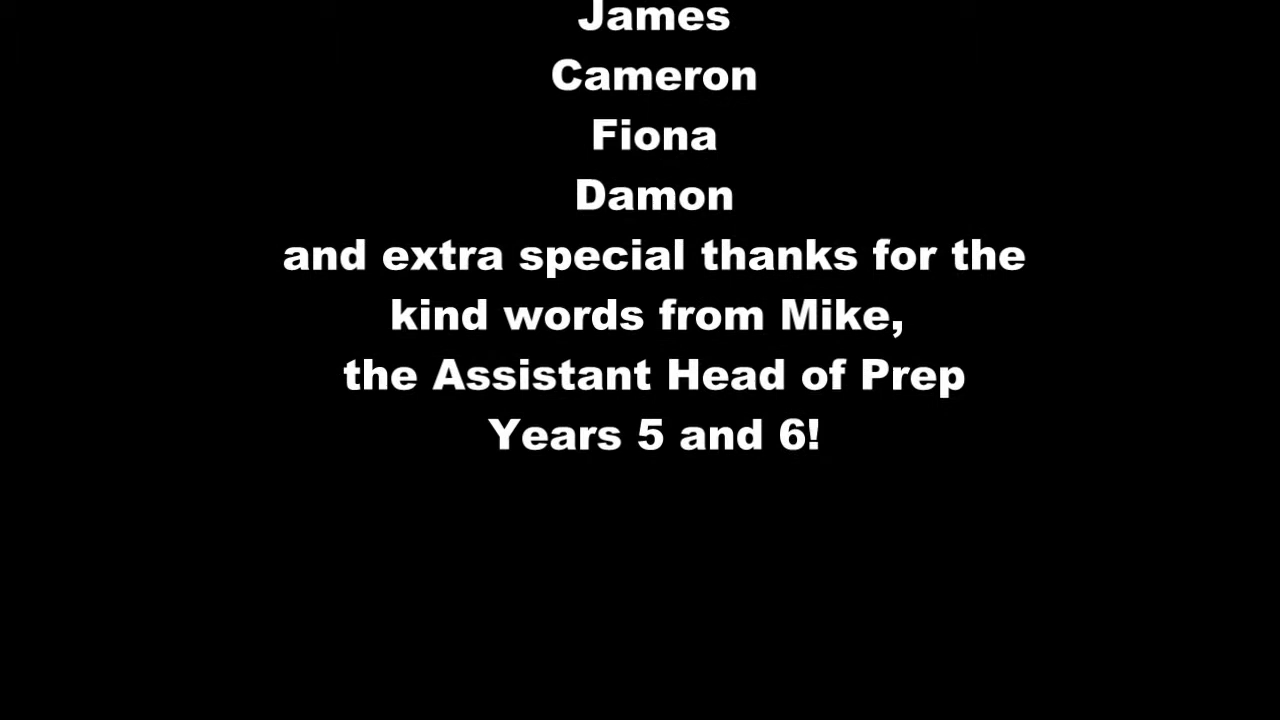 James
Cameron
Fiona
Damon
and extra special thanks for the
kind words from Mike,
the Assistant Head of Prep
Years 5 and 6!